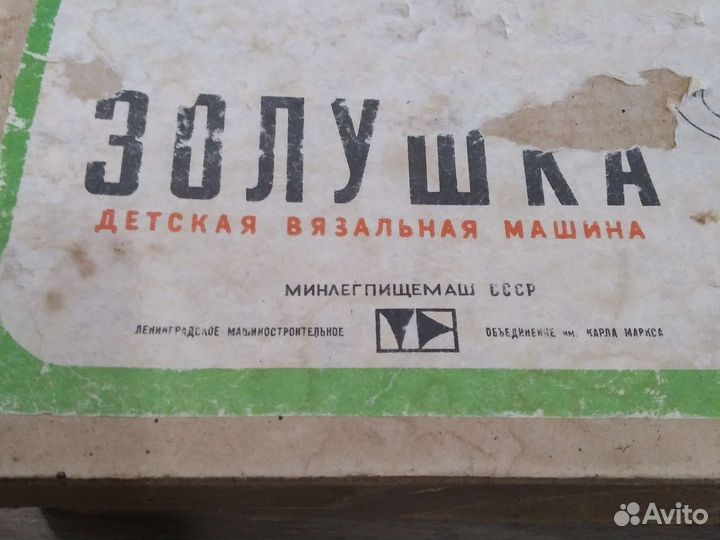 ЗОЛУШКА
ДЕТСКАЯ ВЯЗАЛЬНАЯ МАШИНА
МИНЛЕГПИЩЕМАШ СССР
ЛЕНИНГРАДСКОЕ МАШИНОСТРОИТЕЛЬНОЕ ОБЪЕДИНЕНИЕ им. КАРЛА МАРКСА
Avito